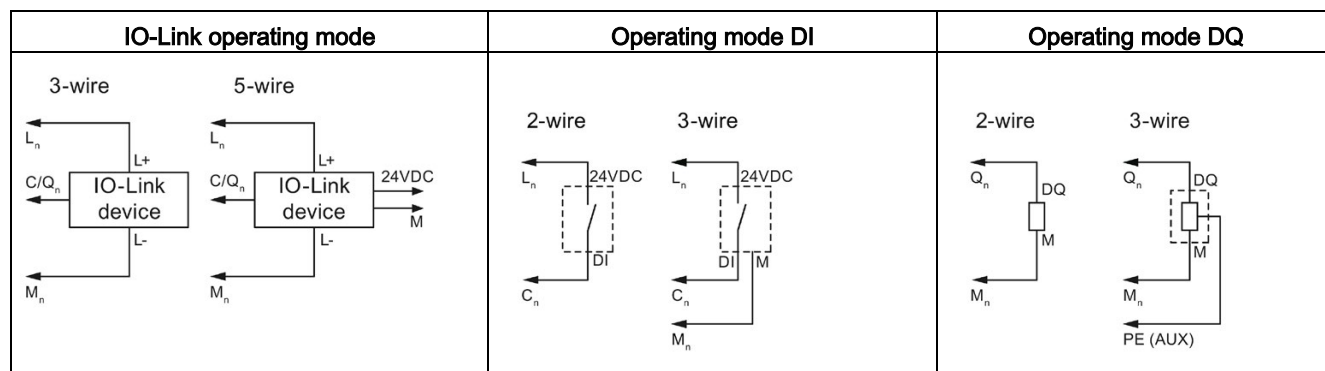 IO-Link operating mode
Operating mode DI
Operating mode DQ
3-wire
5-wire
Lₙ
L+
C/Qₙ
IO-Link
device
L-
Mₙ
Lₙ
L+
C/Qₙ
IO-Link
device
24VDC
M
L-
Mₙ
2-wire
3-wire
Lₙ
24VDC
DI
Cₙ
Lₙ
24VDC
DI
M
Cₙ
Mₙ
2-wire
3-wire
Qₙ
DQ
M
Mₙ
Qₙ
DQ
M
Mₙ
PE (AUX)